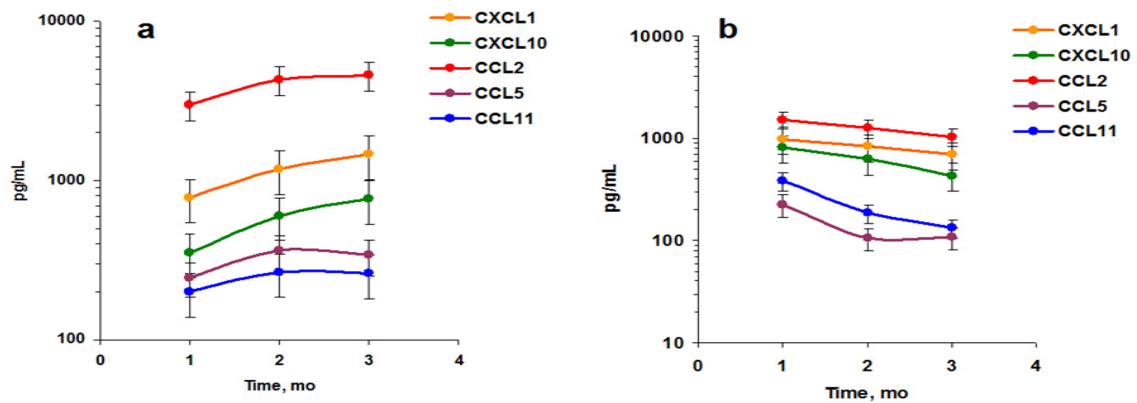 a
10000
1000
100
pg/mL
0 1 2 3 4
Time, mo
CXCL1
CXCL10
CCL2
CCL5
CCL11
b
10000
1000
100
10
pg/mL
0 1 2 3 4
Time, mo
CXCL1
CXCL10
CCL2
CCL5
CCL11